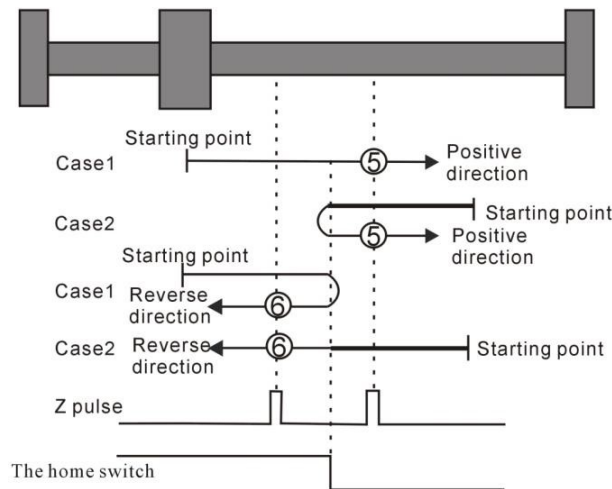 Starting point
Case1
⑤
Positive
direction
Case2
Starting point
⑤
Positive
direction
Starting point
Case1
Reverse
direction
⑥
Case2
Reverse
direction
⑥
Starting point
Z pulse
The home switch